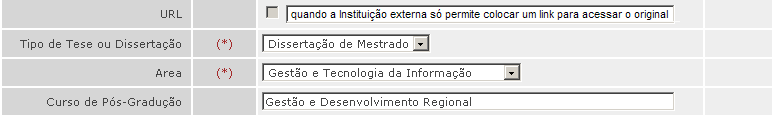 URL quando a Instituição externa só permite colocar um link para acessar o original
Tipo de Tese ou Dissertação (*) Dissertação de Mestrado
Area (*) Gestão e Tecnologia da Informação
Curso de Pós-Gradução Gestão e Desenvolvimento Regional